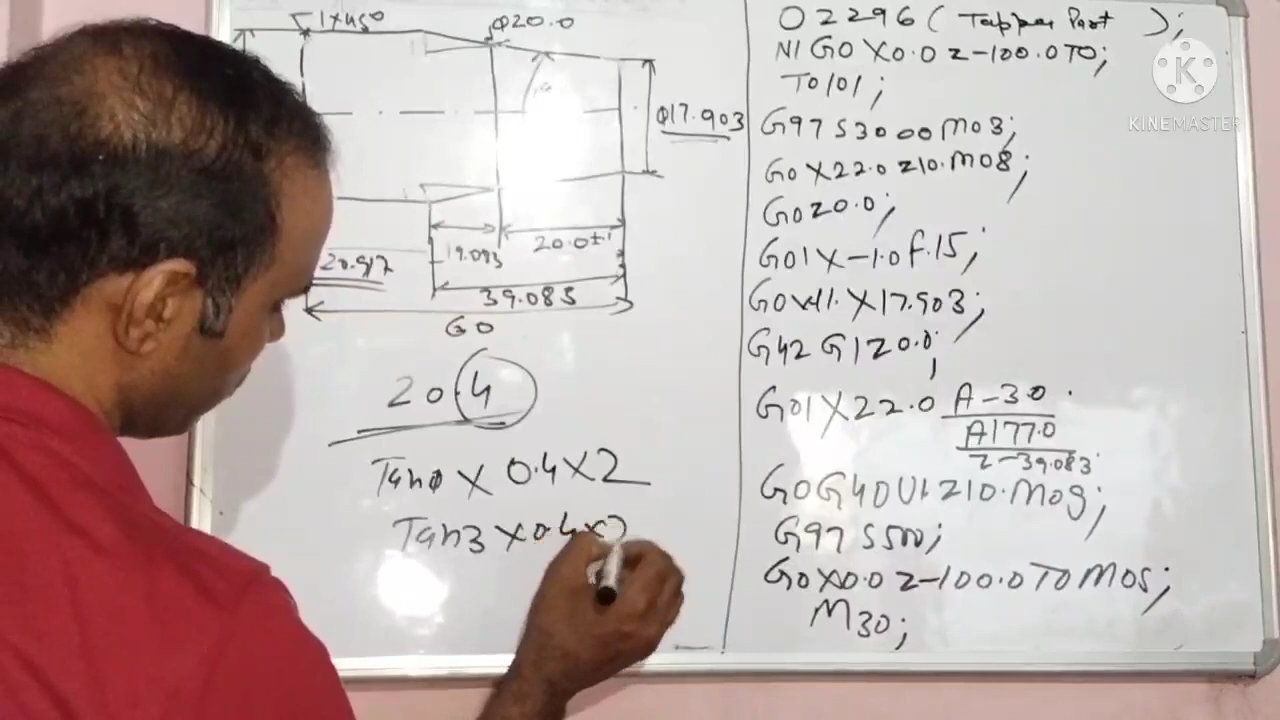 1x45°
Φ20.0
Φ17.903
19.083
20.0±.1
20.917
39.083
60
20.4
Tanθ x 0.4 x 2
Tan3 x 0.4 x 2
O2296 ( Tapper Part );
N1 G0 X0.0 Z-100.0 T0;
T0101;
G97 S3000 M03;
G0 X22.0 Z10. M08;
G0 Z0.0;
G01 X-1.0 F.15;
X17.903;
G42 G1 Z0.0;
G01 X22.0 A-3.0
A177.0
Z-39.083
G0 G40 U1 Z10. M09;
G97 S500;
G0 X0.0 Z-100.0 T0 M05;
M30;
K
KINEMASTER